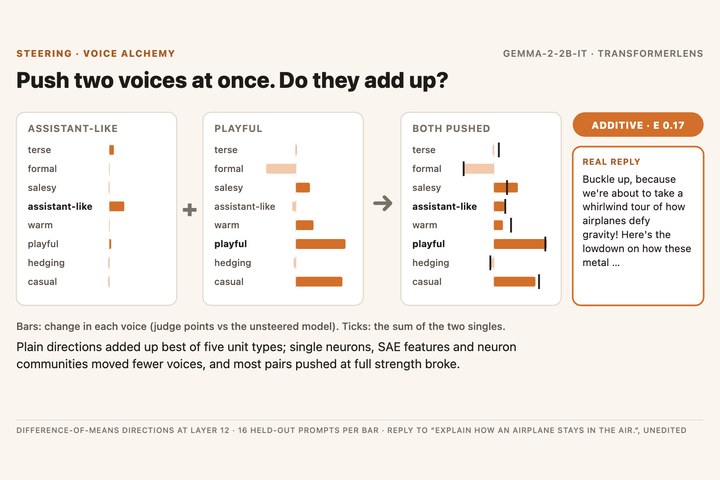 STEERING · VOICE ALCHEMY
GEMMA-2-2B-IT · TRANSFORMERLENS
Push two voices at once. Do they add up?
ASSISTANT-LIKE
terse
formal
salesy
assistant-like
warm
playful
hedging
casual
+
PLAYFUL
terse
formal
salesy
assistant-like
warm
playful
hedging
casual
→
BOTH PUSHED
terse
formal
salesy
assistant-like
warm
playful
hedging
casual
ADDITIVE · E 0.17
REAL REPLY
Buckle up, because
we're about to take a
whirlwind tour of how
airplanes defy
gravity! Here's the
lowdown on how these
metal ...
Bars: change in each voice (judge points vs the unsteered model). Ticks: the sum of the two singles.
Plain directions added up best of five unit types; single neurons, SAE features and neuron
communities moved fewer voices, and most pairs pushed at full strength broke.
DIFFERENCE-OF-MEANS DIRECTIONS AT LAYER 12 · 16 HELD-OUT PROMPTS PER BAR · REPLY TO “EXPLAIN HOW AN AIRPLANE STAYS IN THE AIR.”, UNEDITED